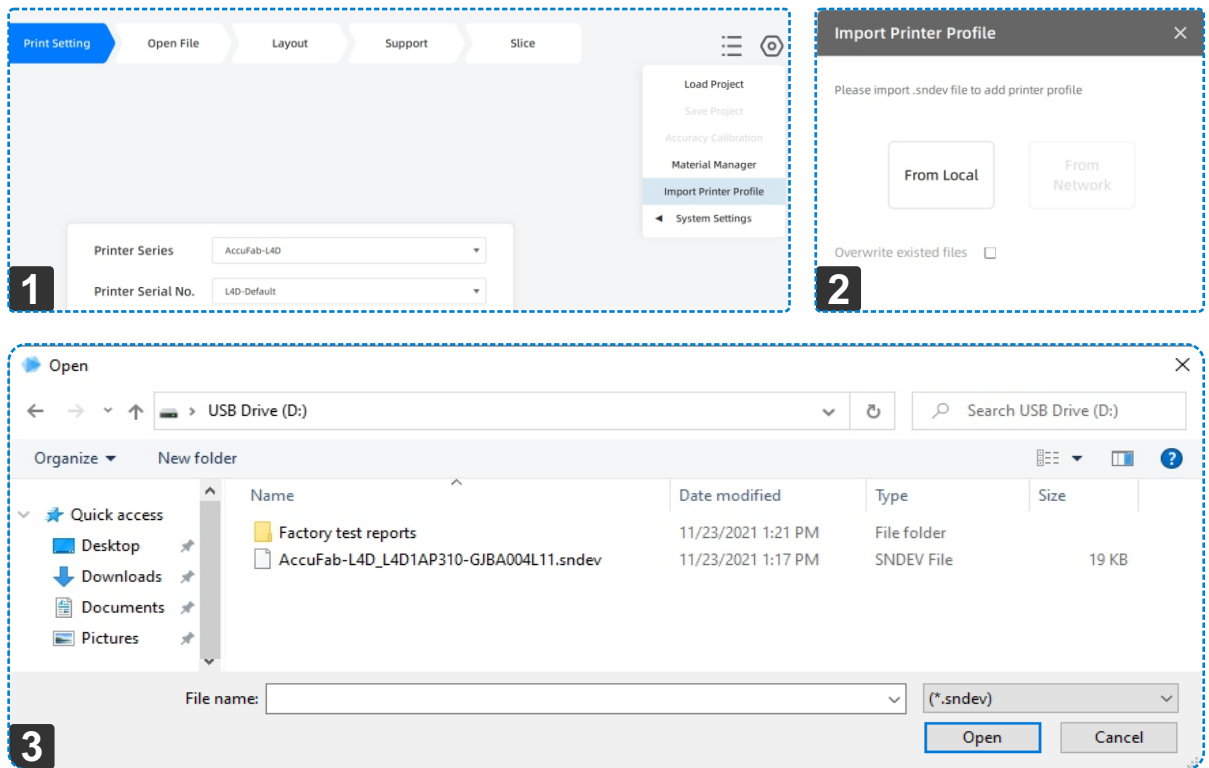 Print Setting Open File Layout Support Slice
Load Project
Save Project
Accuracy Calibration
Material Manager
Import Printer Profile
◄ System Settings
Printer Series AccuFab-L4D
Printer Serial No. L4D-Default
1
Import Printer Profile
Please import .sndev file to add printer profile
From Local
From
Network
Overwrite existed files
2
Open
USB Drive (D:) Search USB Drive (D:)
Organize New folder
Name Date modified Type Size
Quick access
Desktop
Downloads
Documents
Pictures
Factory test reports 11/23/2021 1:21 PM File folder
AccuFab-L4D_L4D1AP310-GJBA004L11.sndev 11/23/2021 1:17 PM SNDEV File 19 KB
File name: (*.sndev)
Open Cancel
3